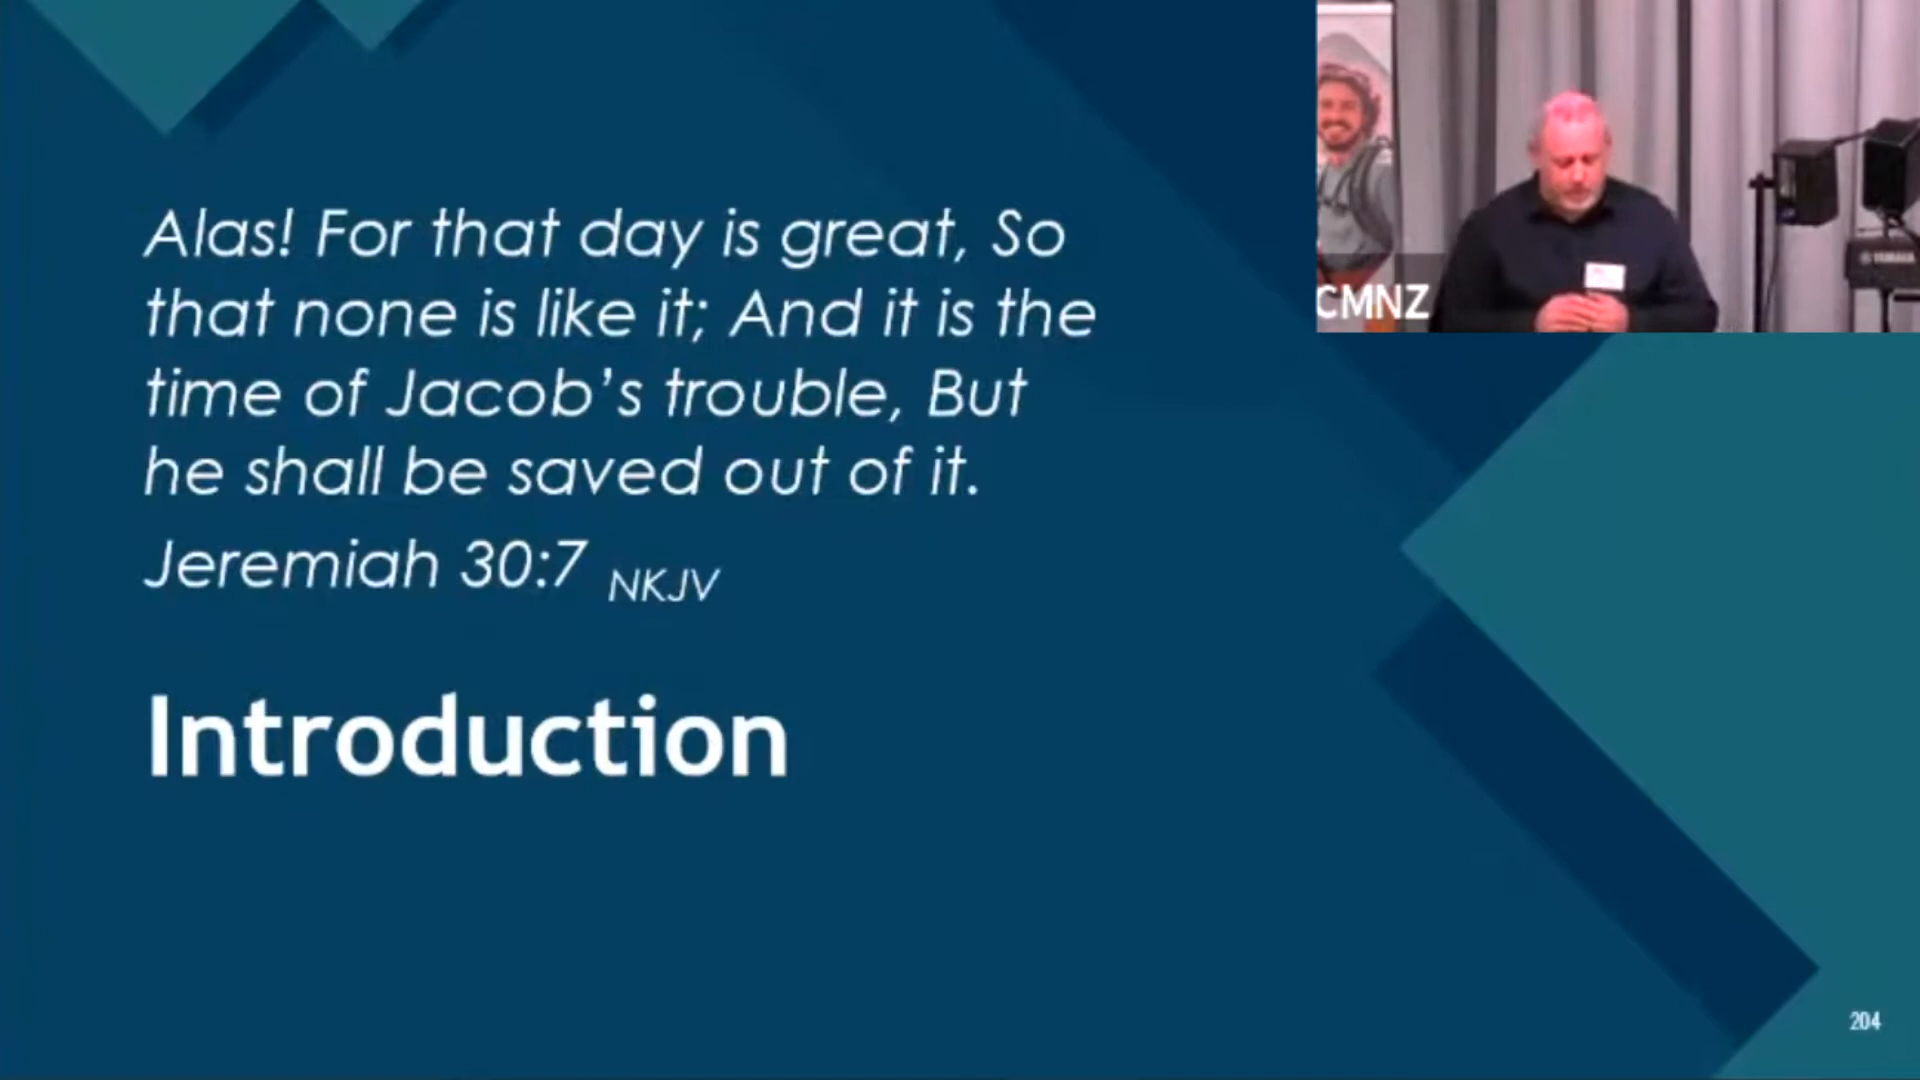 Alas! For that day is great, So
that none is like it; And it is the
time of Jacob's trouble, But
he shall be saved out of it.
Jeremiah 30:7 NKJV
Introduction
CMNZ
YAMAHA
204